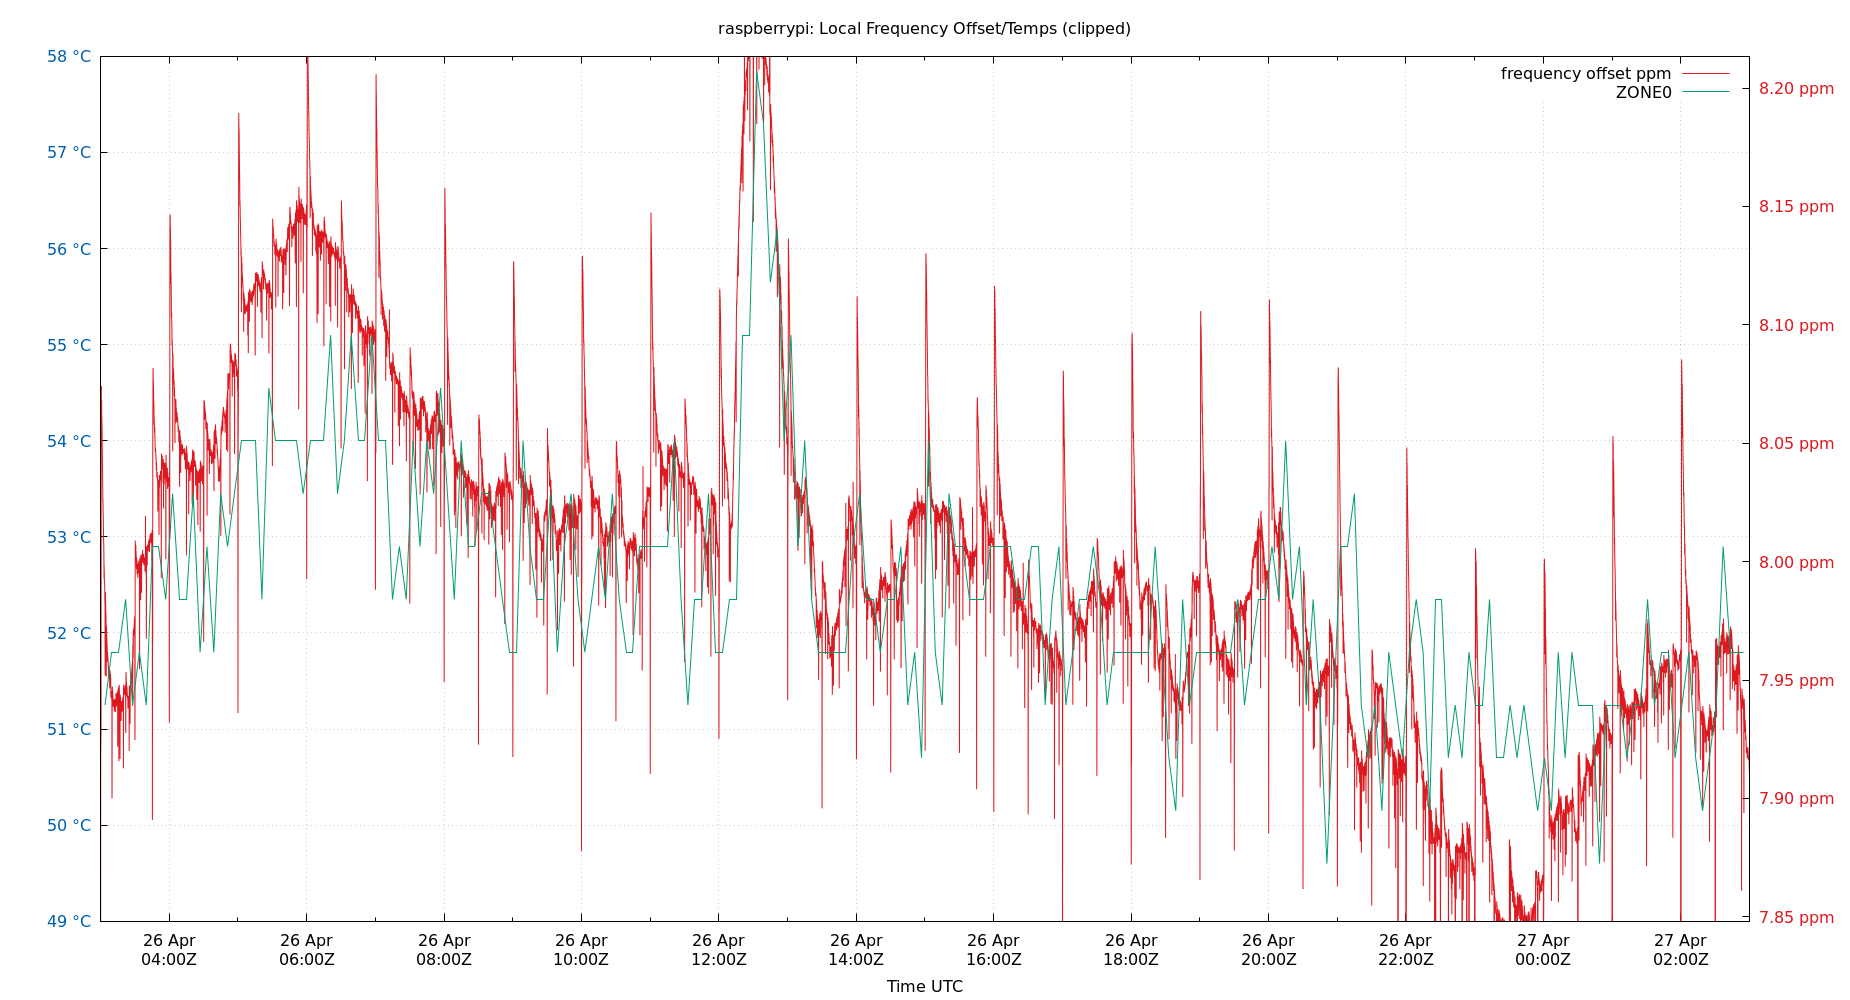 raspberrypi: Local Frequency Offset/Temps (clipped)
58 °C
57 °C
56 °C
55 °C
54 °C
53 °C
52 °C
51 °C
50 °C
49 °C
frequency offset ppm
ZONE0
8.20 ppm
8.15 ppm
8.10 ppm
8.05 ppm
8.00 ppm
7.95 ppm
7.90 ppm
7.85 ppm
26 Apr
04:00Z
26 Apr
06:00Z
26 Apr
08:00Z
26 Apr
10:00Z
26 Apr
12:00Z
26 Apr
14:00Z
26 Apr
16:00Z
26 Apr
18:00Z
26 Apr
20:00Z
26 Apr
22:00Z
27 Apr
00:00Z
27 Apr
02:00Z
Time UTC